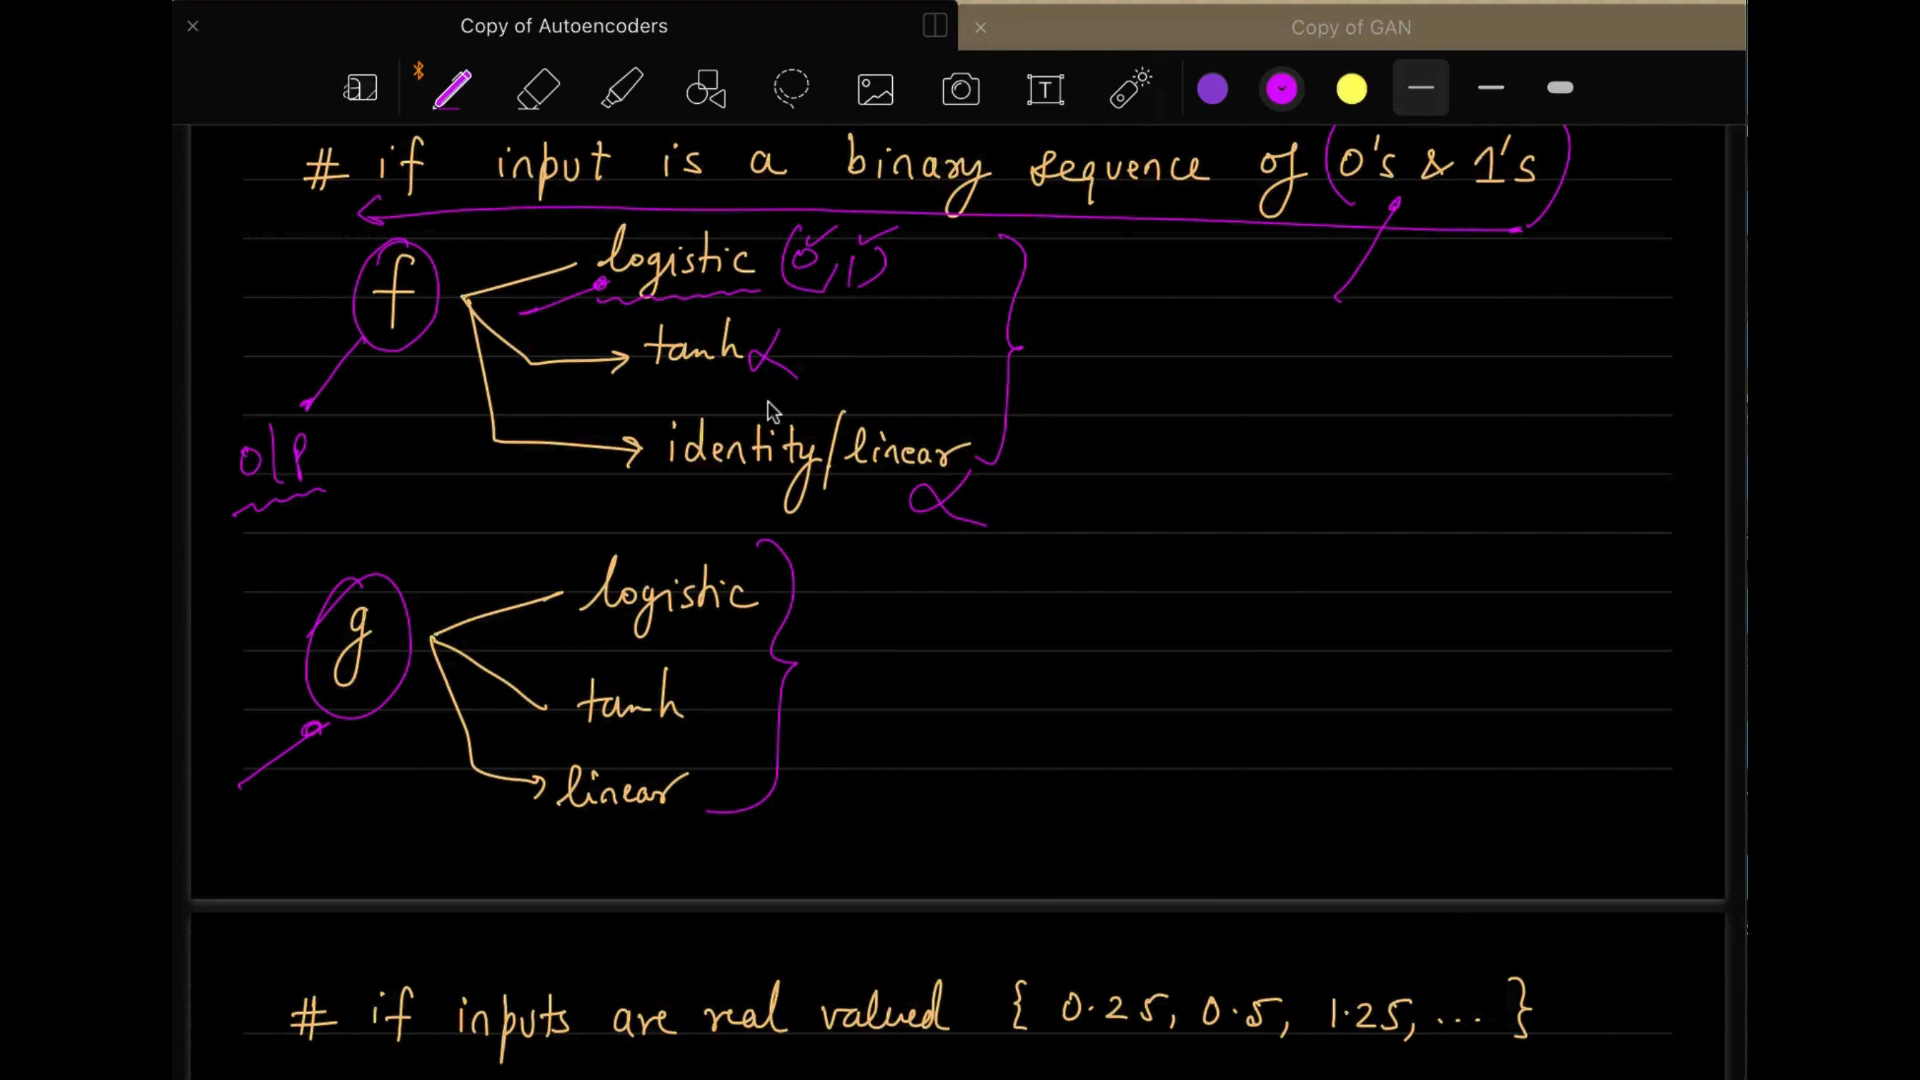 Copy of Autoencoders
Copy of GAN
# if input is a binary sequence of (0's & 1's)
f
logistic (0, 1)
tanh
identity/linear
O/P
g
logistic
tanh
linear
# if inputs are real valued { 0.25, 0.5, 1.25, ... }